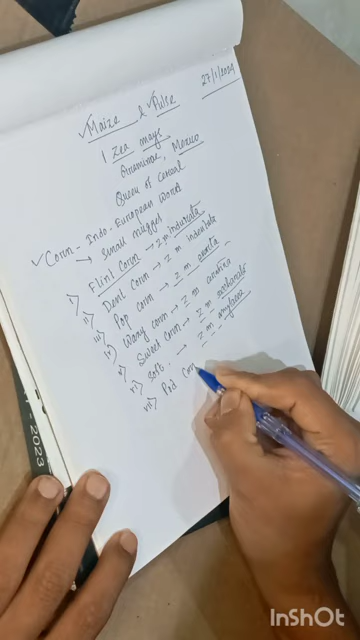 27/1/2024
✓Maize & ✓Pulse
1 Zea mays
Graminae, Mexico
Queen of cereal
✓ Corn - Indo-European word
→ small nugget
i) Flint corn → Z m indurata
ii) Dent corn → Z m indentata
iii) Pop corn → Z m everta
iv) Waxy corn → Z m
v) Sweet corn → Z m saccharata
vi) Soft → Z m amylacea
vii) Pod corn
- 2023
InShOt